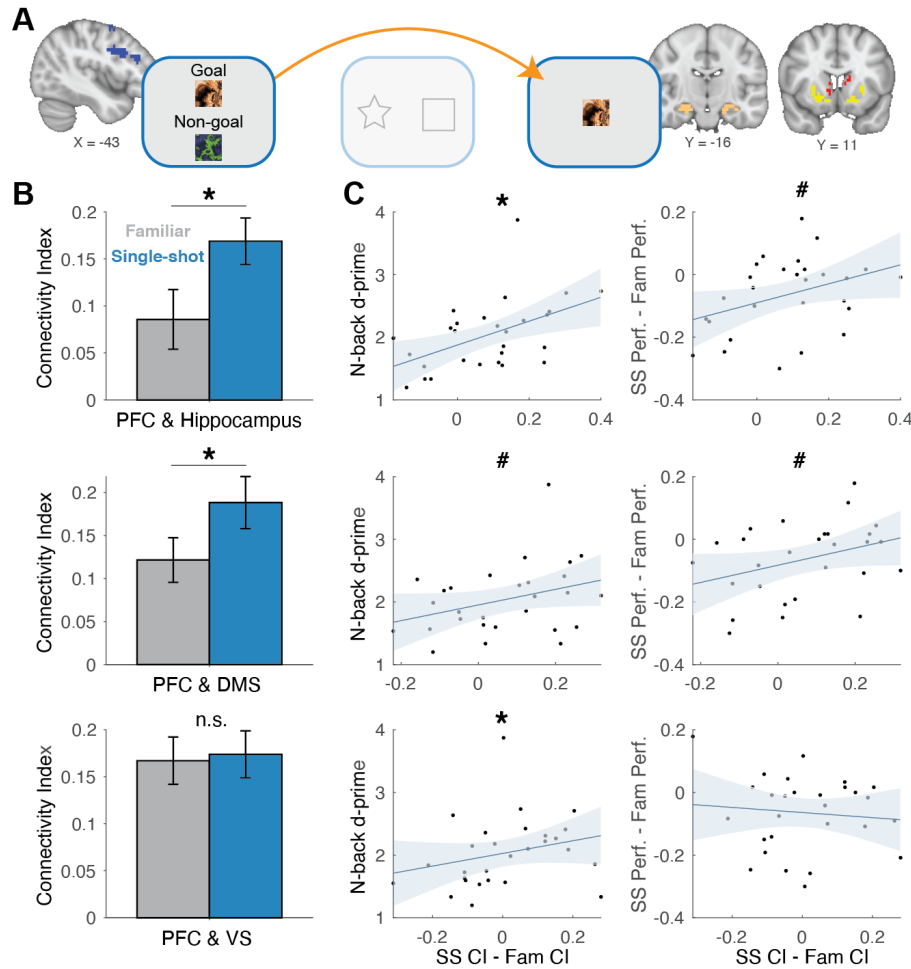 A
Goal
Non-goal
X = -43
Y = -16
Y = 11
B
*
0.2
0.15
0.1
0.05
0
Connectivity Index
Familiar
Single-shot
PFC & Hippocampus
*
0.2
0.15
0.1
0.05
0
Connectivity Index
PFC & DMS
n.s.
0.2
0.15
0.1
0.05
0
Connectivity Index
PFC & VS
C
*
4
3
2
1
N-back d-prime
0
0.2
0.4
#
0.2
0
-0.2
-0.4
SS Perf. - Fam Perf.
0
0.2
0.4
#
4
3
2
1
N-back d-prime
-0.2
0
0.2
#
0.2
0
-0.2
-0.4
SS Perf. - Fam Perf.
-0.2
0
0.2
*
4
3
2
1
N-back d-prime
-0.2
0
0.2
SS CI - Fam CI
0.2
0
-0.2
-0.4
SS Perf. - Fam Perf.
-0.2
0
0.2
SS CI - Fam CI